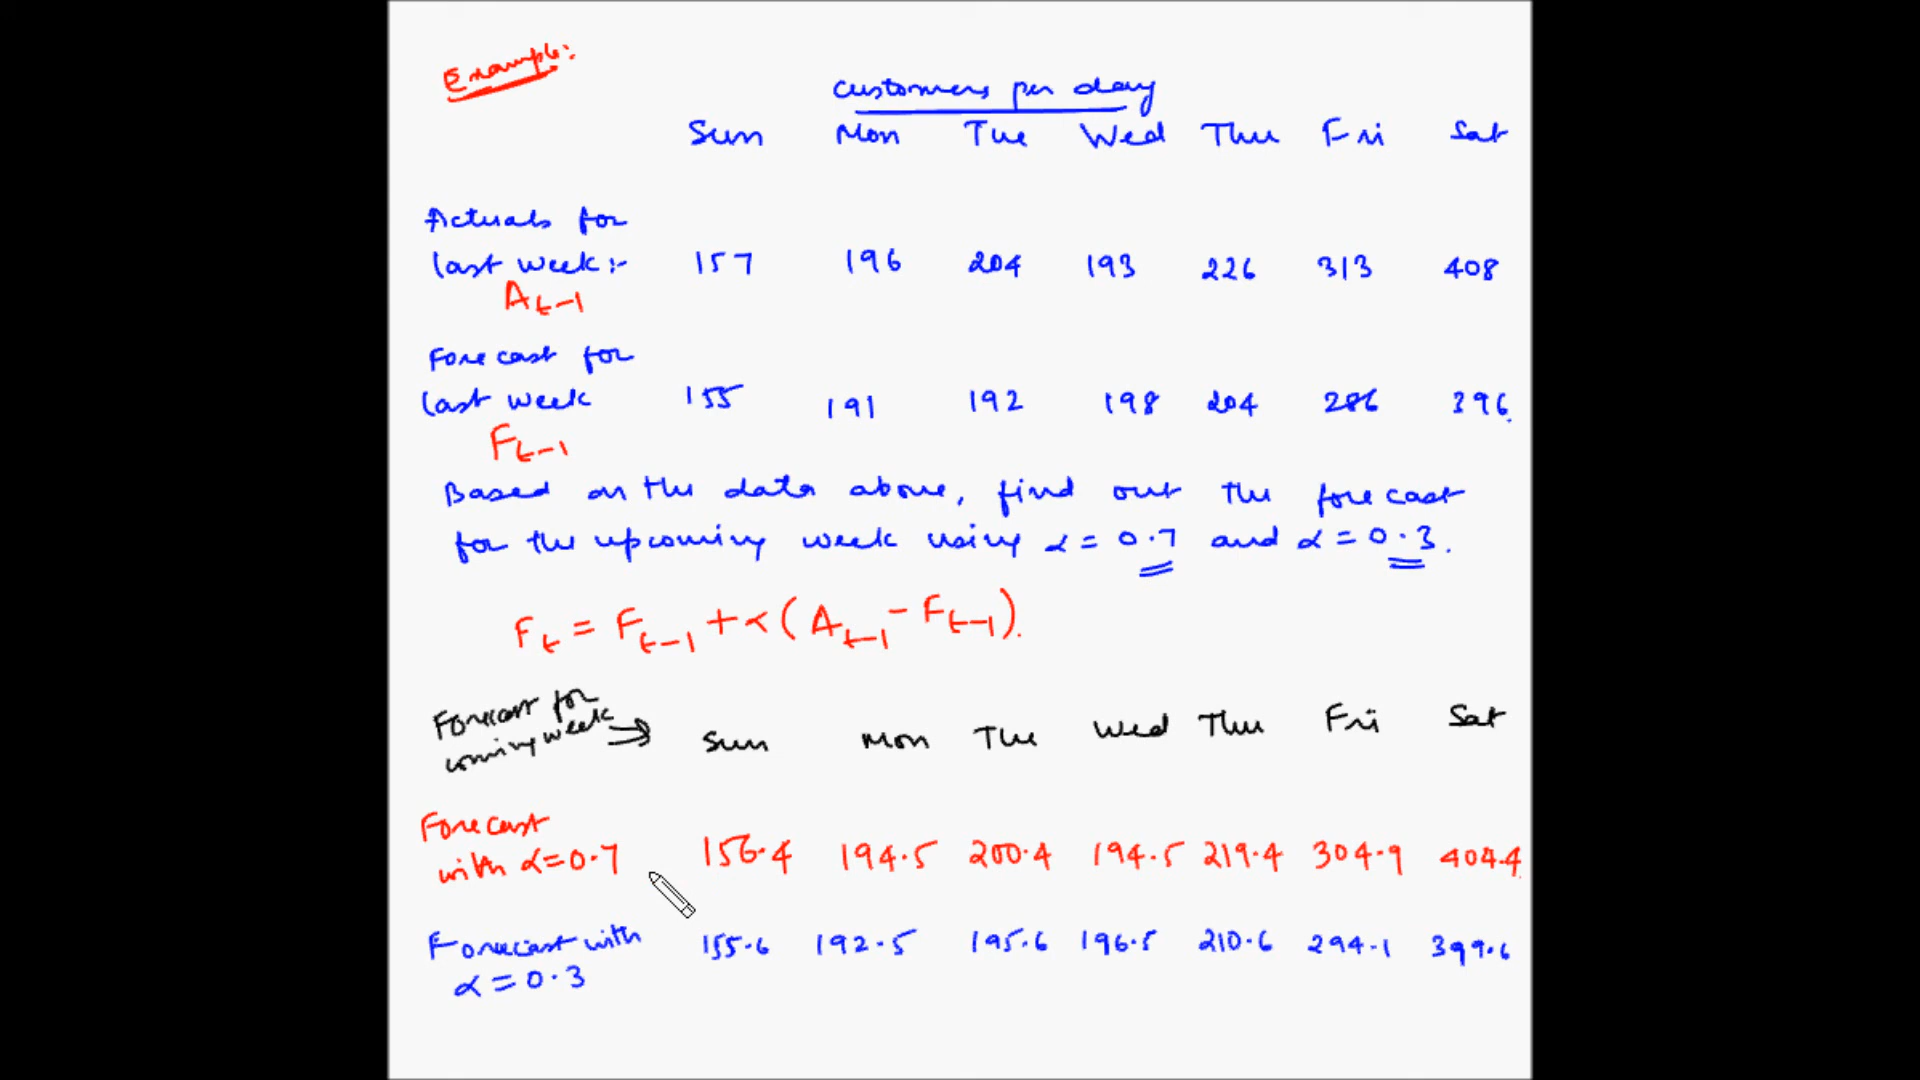 Example:
Customers per day
Sun Mon Tue Wed Thu Fri Sat
Actuals for
last week:- 157 196 204 193 226 313 408
At-1
Forecast for
last week 155 191 192 198 204 286 396.
Ft-1
Based on the data above, find out the forecast
for the upcoming week using α = 0.7 and α = 0.3.
Ft = Ft-1 + α (At-1 - Ft-1).
Forecast for
coming week ⇒ Sun Mon Tue Wed Thu Fri Sat
Forecast
with α=0.7 156.4 194.5 200.4 194.5 219.4 304.9 404.4
Forecast with 155.6 192.5 195.6 196.5 210.6 294.1 399.6
α = 0.3